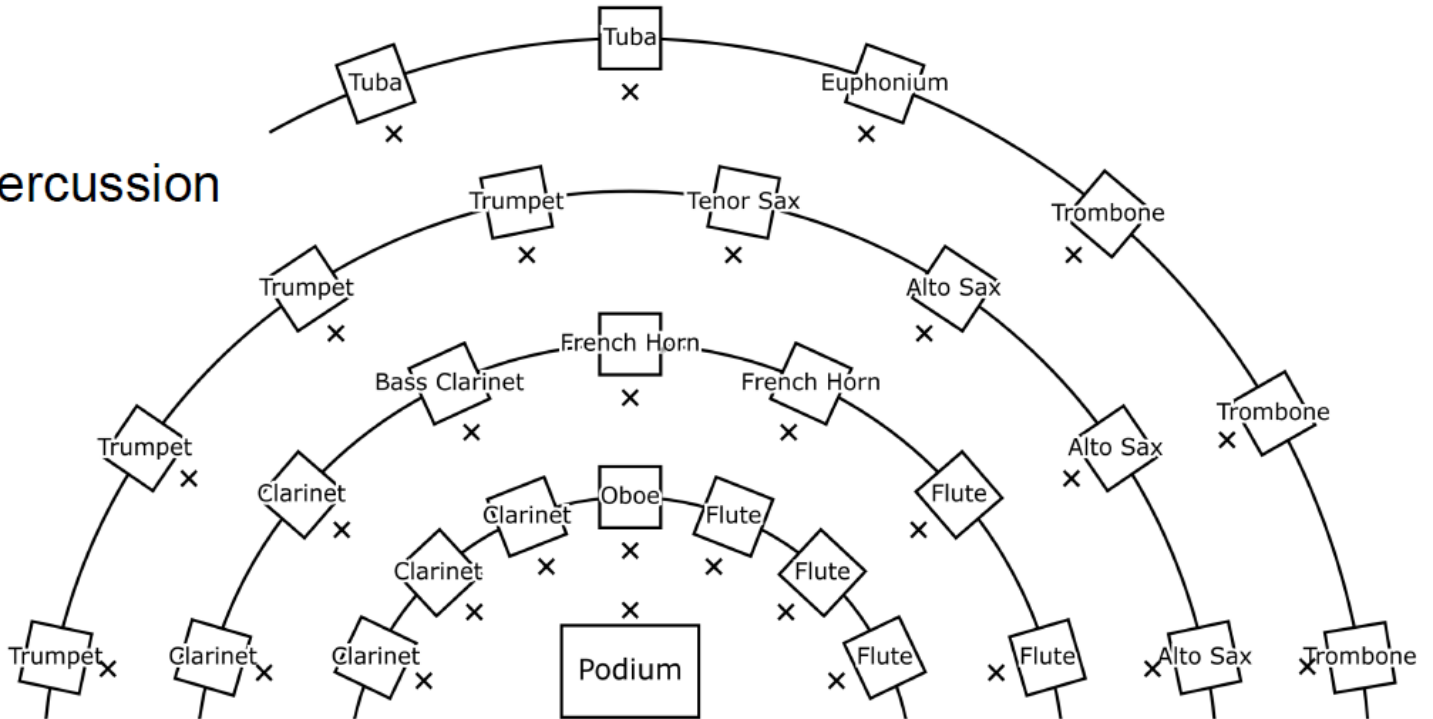 Tuba
Tuba
Euphonium
ercussion
Trumpet
Tenor Sax
Trombone
Trumpet
Alto Sax
French Horn
Bass Clarinet
French Horn
Trombone
Trumpet
Alto Sax
Clarinet
Flute
Clarinet
Oboe
Flute
Clarinet
Flute
Trumpet
Clarinet
Clarinet
Podium
Flute
Flute
Alto Sax
Trombone